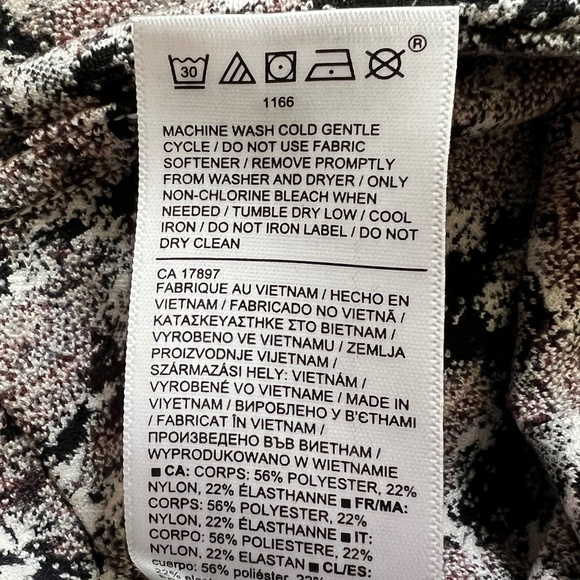 30
®
1166
MACHINE WASH COLD GENTLE
CYCLE / DO NOT USE FABRIC
SOFTENER / REMOVE PROMPTLY
FROM WASHER AND DRYER / ONLY
NON-CHLORINE BLEACH WHEN
NEEDED / TUMBLE DRY LOW / COOL
IRON / DO NOT IRON LABEL / DO NOT
DRY CLEAN
CA 17897
FABRIQUÉ AU VIETNAM / HECHO EN
VIETNAM / FABRICADO NO VIETNÃ /
ΚΑΤΑΣΚΕΥΑΣΤΗΚΕ ΣΤΟ ΒΙΕΤΝΑΜ /
VYROBENO VE VIETNAMU / ZEMLJA
PROIZVODNJE VIJETNAM /
SZÁRMAZÁSI HELY: VIETNÁM /
VYROBENÉ VO VIETNAME / MADE IN
VIYETNAM / ВИРОБЛЕНО У В'ЄТНАМІ
/ FABRICAT ÎN VIETNAM /
ПРОИЗВЕДЕНО ВЪВ ВИЕТНАМ /
WYPRODUKOWANO W WIETNAMIE
■ CA: CORPS: 56% POLYESTER, 22%
NYLON, 22% ÉLASTHANNE ■ FR/MA:
CORPS: 56% POLYESTER, 22%
NYLON, 22% ÉLASTHANNE ■ IT:
CORPO: 56% POLIESTERE, 22%
NYLON, 22% ELASTAN ■ CL/ES:
cuerpo: 56% poliéster, 22%